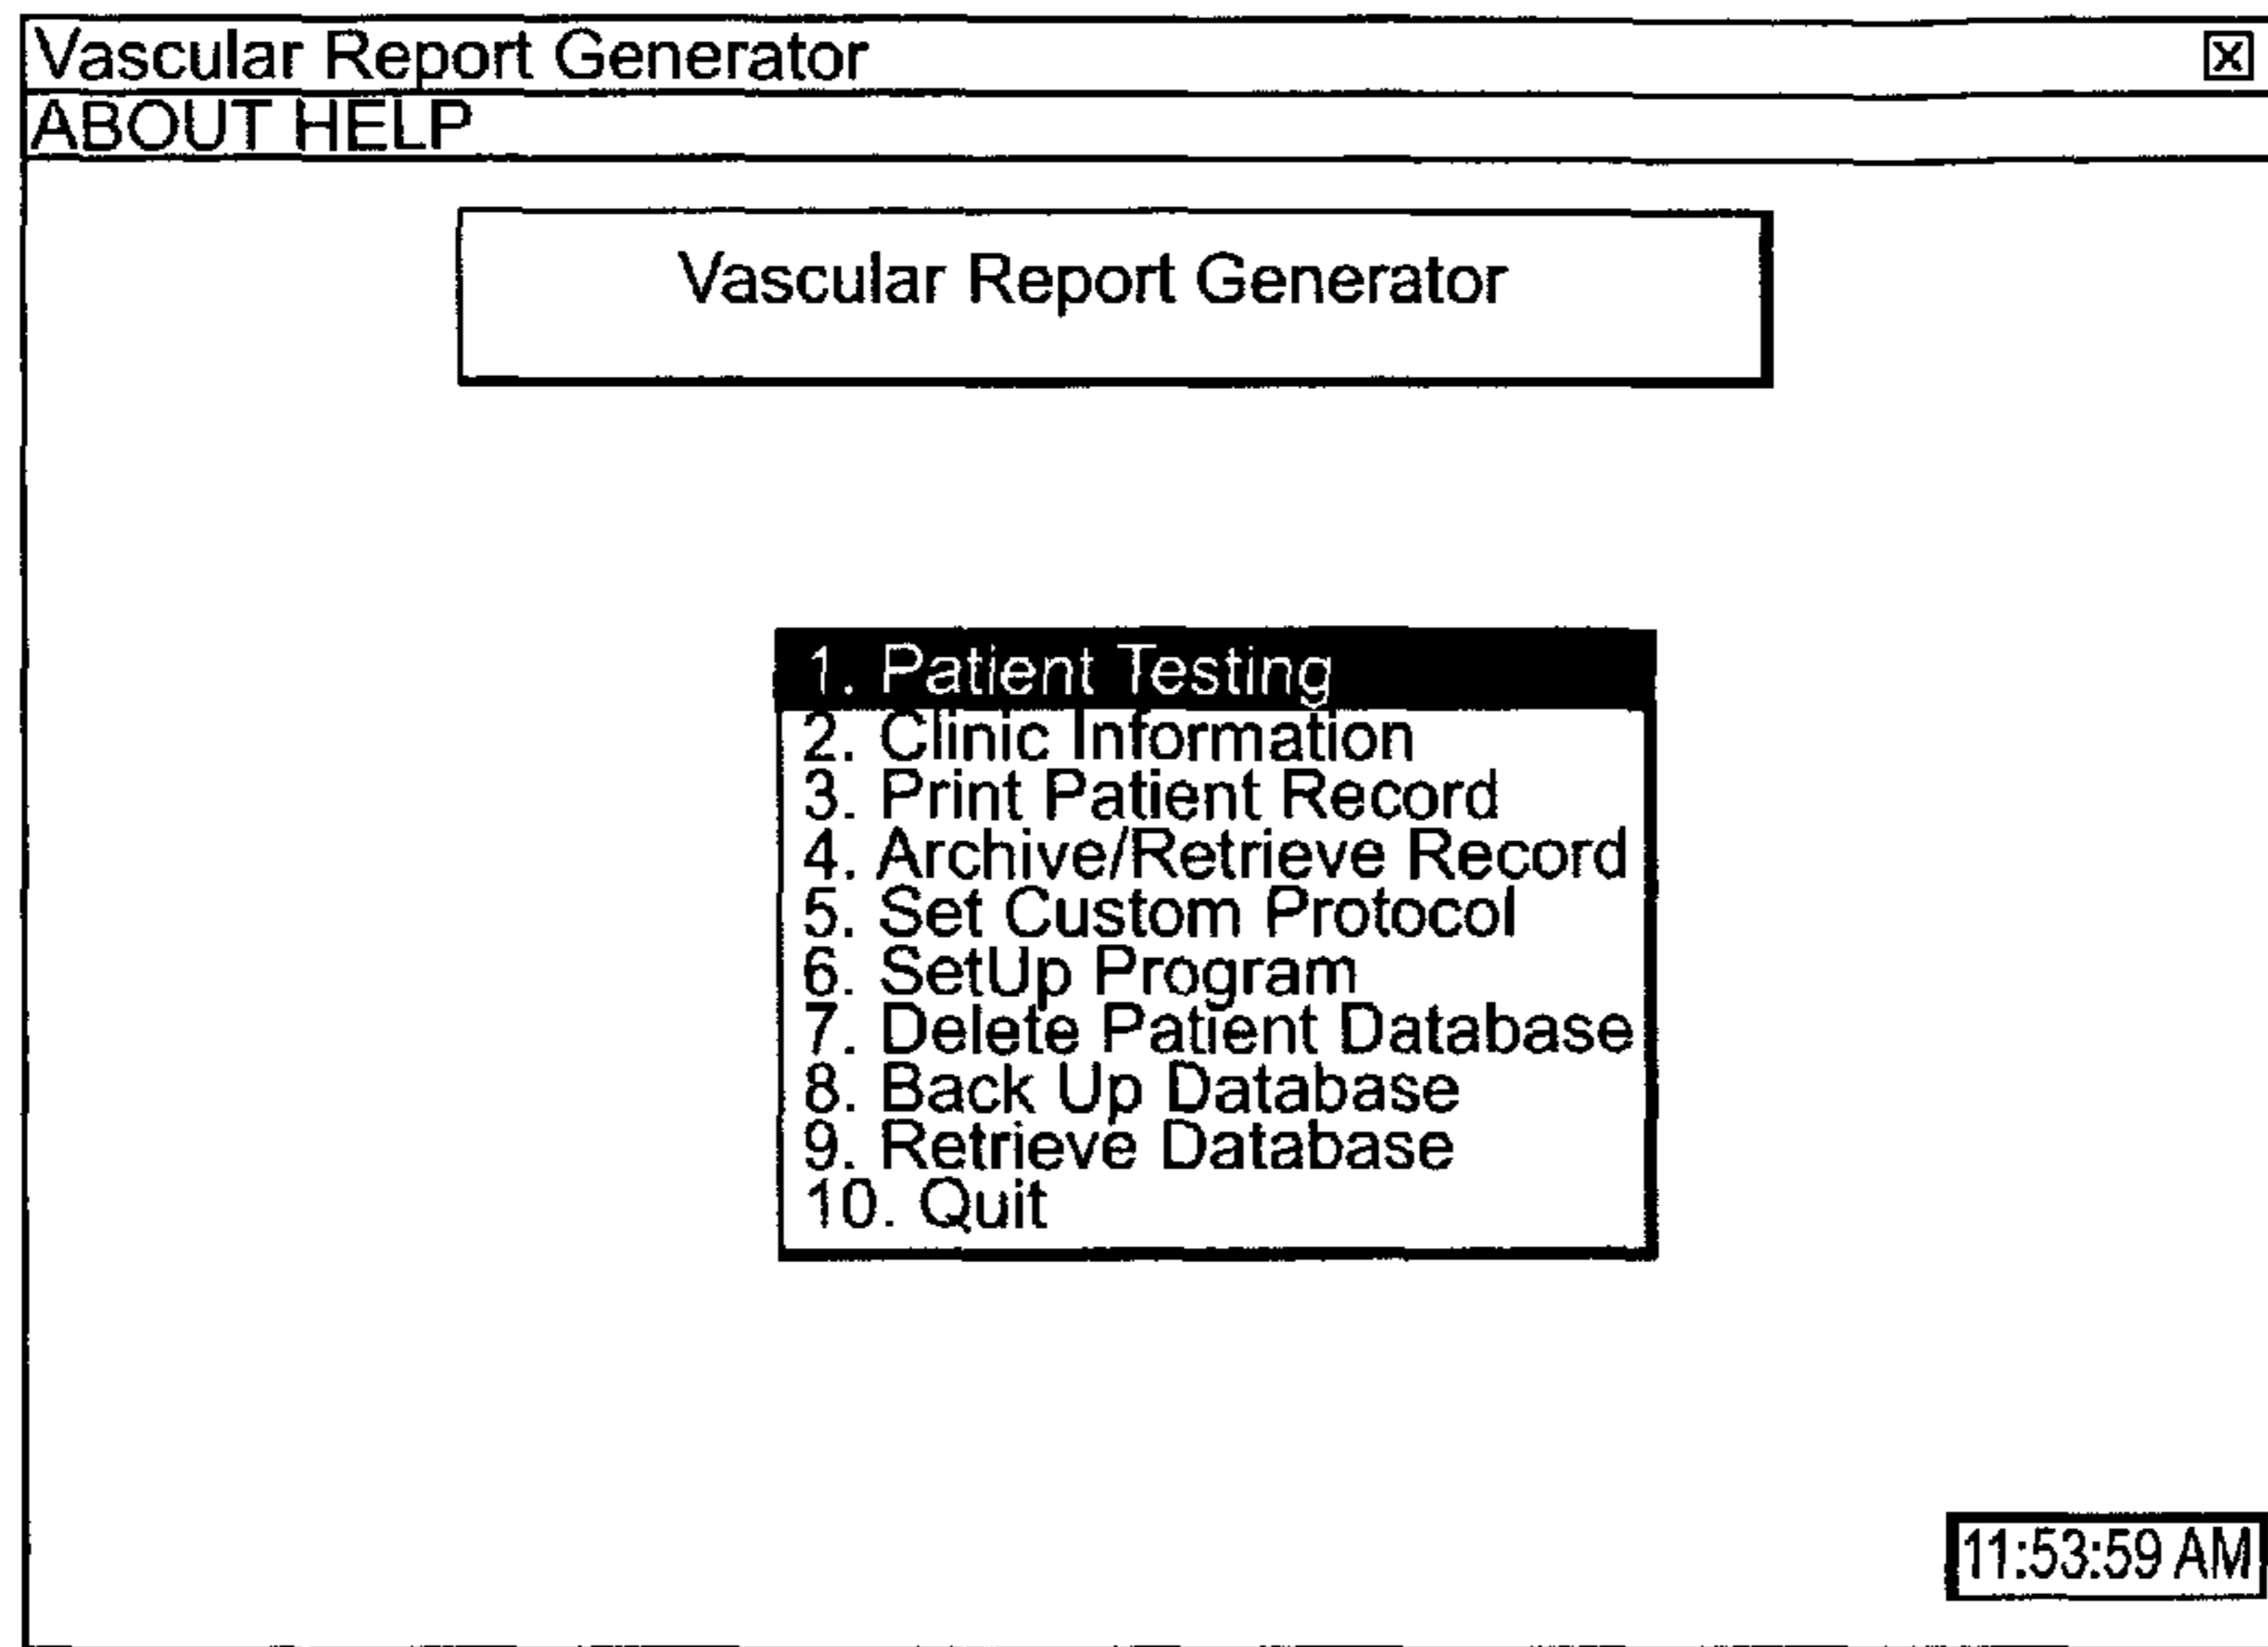 Vascular Report Generator
ABOUT HELP
Vascular Report Generator
1. Patient Testing
2. Clinic Information
3. Print Patient Record
4. Archive/Retrieve Record
5. Set Custom Protocol
6. SetUp Program
7. Delete Patient Database
8. Back Up Database
9. Retrieve Database
10. Quit
11:53:59 AM